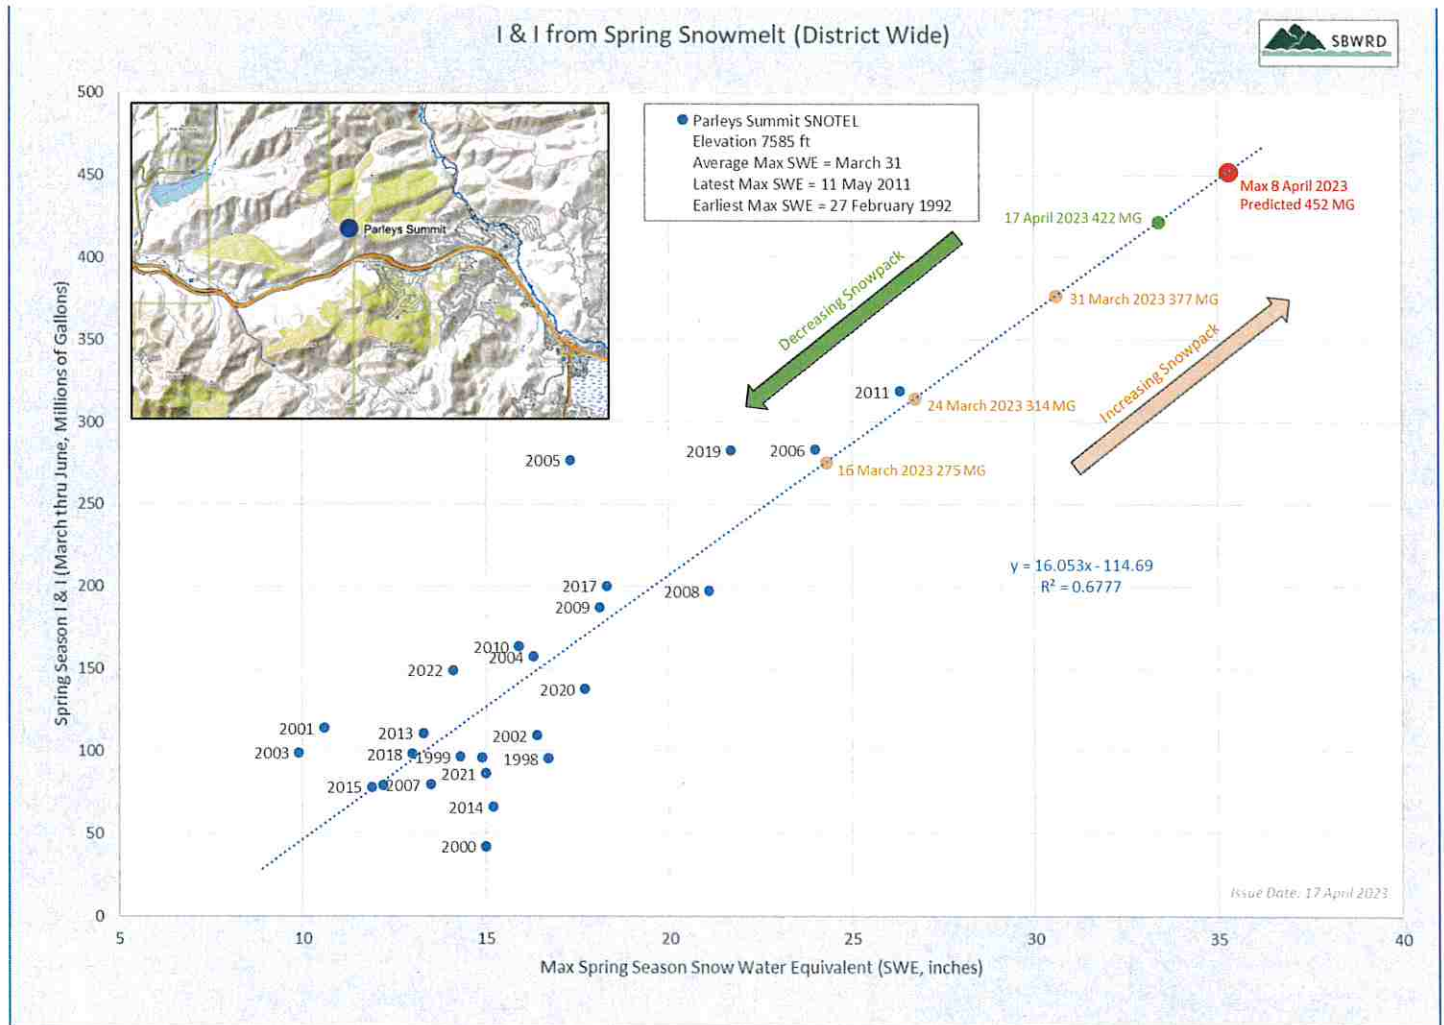 I & I from Spring Snowmelt (District Wide)
SBWRD
500
450
400
350
300
250
200
150
100
50
0
Spring Season I & I (March thru June, Millions of Gallons)
Parleys Summit
Parleys Summit SNOTEL
Elevation 7585 ft
Average Max SWE = March 31
Latest Max SWE = 11 May 2011
Earliest Max SWE = 27 February 1992
Max 8 April 2023
Predicted 452 MG
17 April 2023 422 MG
31 March 2023 377 MG
Decreasing Snowpack
Increasing Snowpack
2011
24 March 2023 314 MG
2019
2006
2005
16 March 2023 275 MG
y = 16.053x - 114.69
R² = 0.6777
2017
2008
2009
2010
2004
2022
2020
2001
2013
2002
2003
2018
1999
1998
2021
2015
2007
2014
2000
Issue Date: 17 April 2023
5
10
15
20
25
30
35
40
Max Spring Season Snow Water Equivalent (SWE, inches)